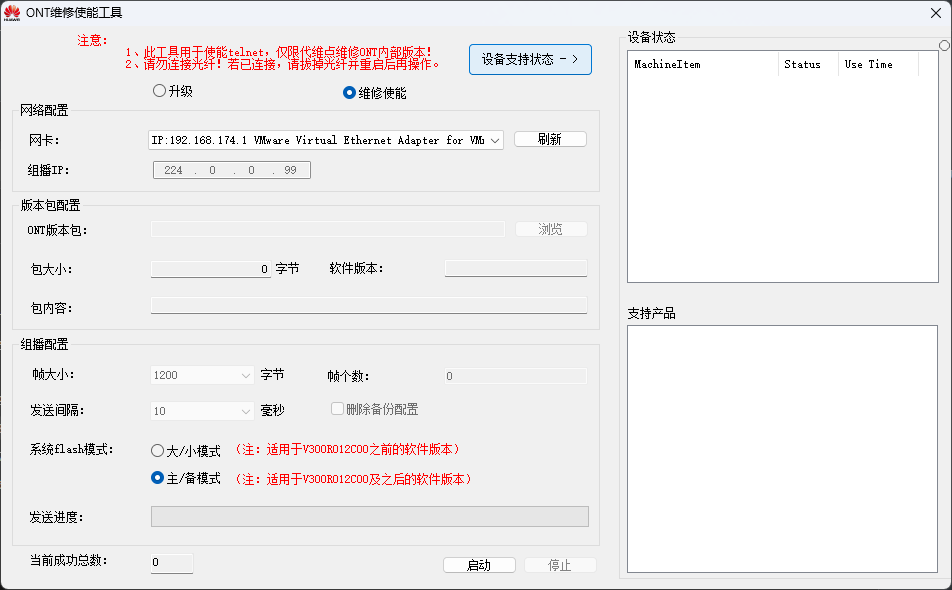 ONT维修使能工具
注意:
1、此工具用于使能telnet，仅限代维点维修ONT内部版本！
2、请勿连接光纤！若已连接，请拔掉光纤并重启后再操作。
设备支持状态 - >
升级
维修使能
网络配置
网卡:
IP:192.168.174.1 VMware Virtual Ethernet Adapter for VM
刷新
组播IP:
224 . 0 . 0 . 99
版本包配置
ONT版本包:
浏览
包大小:
0 字节
软件版本:
包内容:
组播配置
帧大小:
1200 字节
帧个数:
0
发送间隔:
10 毫秒
删除备份配置
系统flash模式:
大/小模式 （注: 适用于V300R012C00之前的软件版本）
主/备模式 （注: 适用于V300R012C00及之后的软件版本）
发送进度:
当前成功总数:
0
启动
停止
设备状态
MachineItem Status Use Time
支持产品